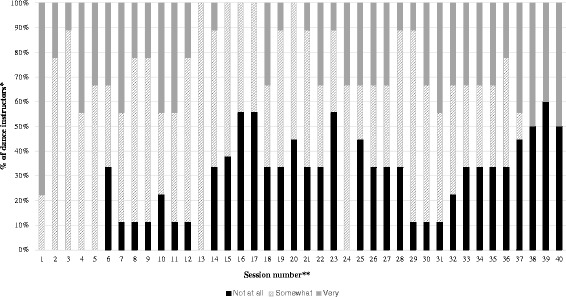 100%
90%
80%
70%
60%
50%
40%
30%
20%
10%
0%
% of dance instructors*
1 2 3 4 5 6 7 8 9 10 11 12 13 14 15 16 17 18 19 20 21 22 23 24 25 26 27 28 29 30 31 32 33 34 35 36 37 38 39 40
Session number**
Not at all Somewhat Very